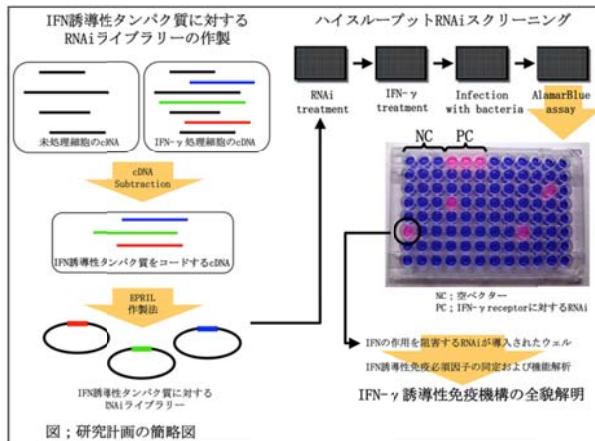 IFN誘導性タンパク質に対する
RNAiライブラリーの作製
未処理細胞のcDNA
IFN-γ処理細胞のcDNA
cDNA
Subtraction
IFN誘導性タンパク質をコードするcDNA
EPRIL
作製法
IFN誘導性タンパク質に対する
RNAiライブラリー
図；研究計画の簡略図
ハイスループットRNAiスクリーニング
RNAi
treatment
IFN-γ
treatment
Infection
with bacteria
AlamarBlue
assay
NC
PC
NC；空ベクター
PC；IFN-γ receptorに対するRNAi
IFNの作用を阻害するRNAiが導入されたウェル
IFN誘導性免疫必須因子の同定および機能解析
IFN-γ誘導性免疫機構の全貌解明